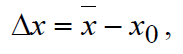 Δx = x̄ − x₀ ,